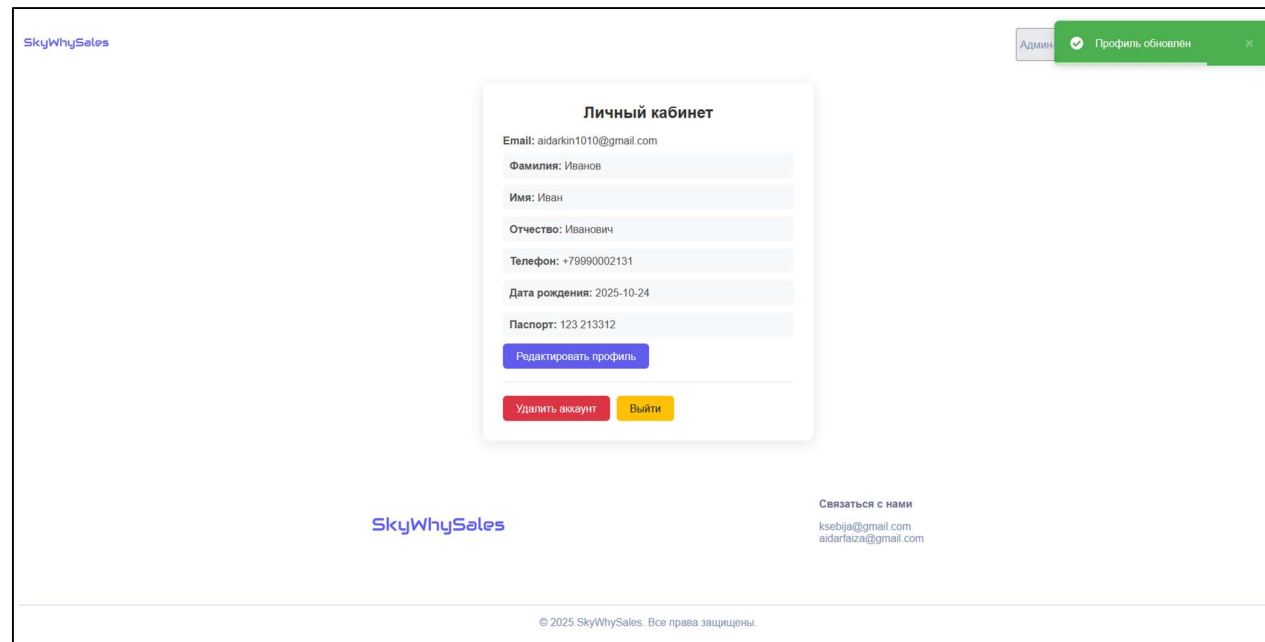 SkyWhySales
Админ-
Профиль обновлён
Личный кабинет
Email: aidarkin1010@gmail.com
Фамилия: Иванов
Имя: Иван
Отчество: Иванович
Телефон: +79990002131
Дата рождения: 2025-10-24
Паспорт: 123 213312
Редактировать профиль
Удалить аккаунт
Выйти
SkyWhySales
Связаться с нами
ksebija@gmail.com
aidarfaiza@gmail.com
© 2025 SkyWhySales. Все права защищены.